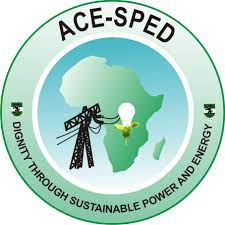 ACE-SPED
DIGNITY THROUGH SUSTAINABLE POWER AND ENERGY